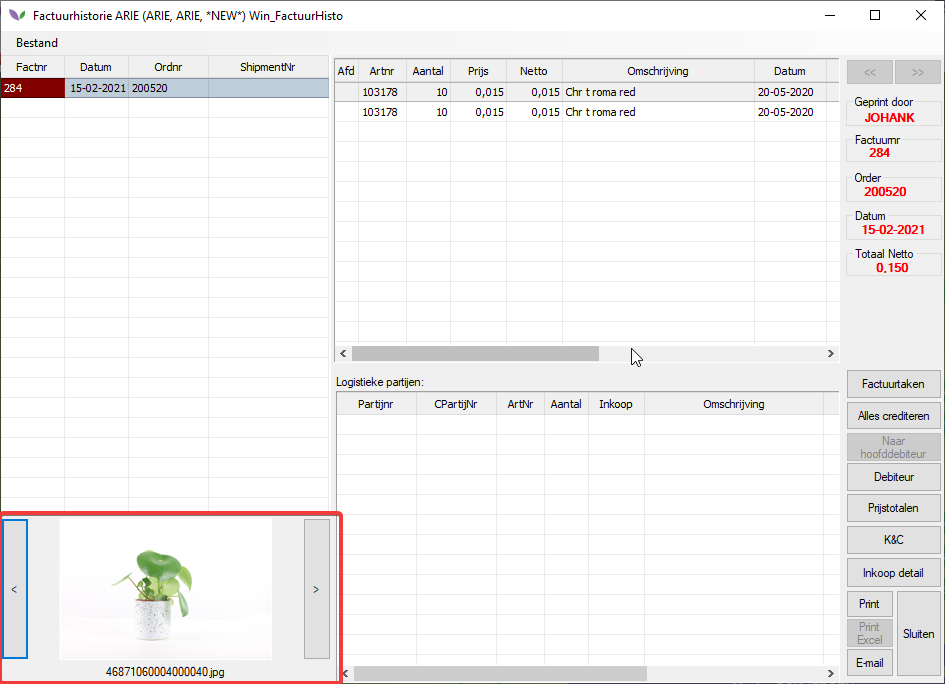 Factuurhistorie ARIE (ARIE, ARIE, *NEW*) Win_FactuurHisto
Bestand
Factnr Datum Ordnr ShipmentNr
284 15-02-2021 200520
Afd Artnr Aantal Prijs Netto Omschrijving Datum
103178 10 0,015 0,015 Chr t roma red 20-05-2020
103178 10 0,015 0,015 Chr t roma red 20-05-2020
<< >>
Geprint door
JOHANK
Factuurnr
284
Order
200520
Datum
15-02-2021
Totaal Netto
0,150
Logistieke partijen:
Partijnr CPartijNr ArtNr Aantal Inkoop Omschrijving
Factuurtaken
Alles crediteren
Naar
hoofddebiteur
Debiteur
Prijstotalen
K&C
Inkoop detail
Print
Print
Excel
E-mail
Sluiten
< >
46871060004000040.jpg